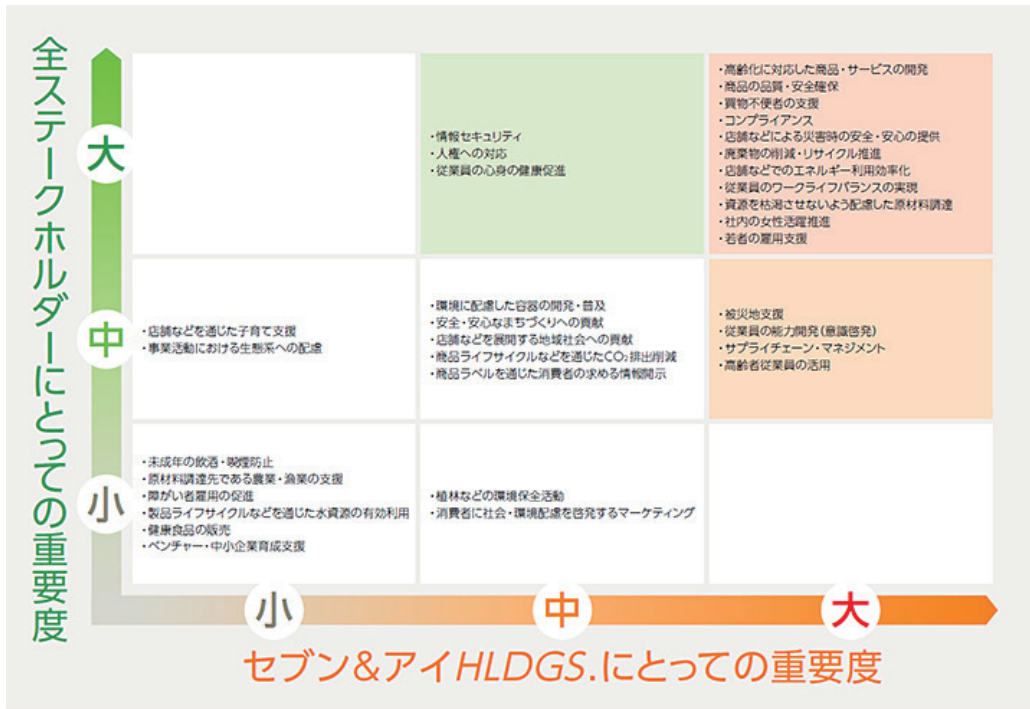 全ステークホルダーにとっての重要度
大
・情報セキュリティ
・人権への対応
・従業員の心身の健康促進
・高齢化に対応した商品・サービスの開発
・商品の品質・安全確保
・買物不便者の支援
・コンプライアンス
・店舗などによる災害時の安全・安心の提供
・廃棄物の削減・リサイクル推進
・店舗などでのエネルギー利用効率化
・従業員のワークライフバランスの実現
・資源を枯渇させないよう配慮した原材料調達
・社内の女性活躍推進
・若者の雇用支援
中
・店舗などを通じた子育て支援
・事業活動における生態系への配慮
・環境に配慮した容器の開発・普及
・安全・安心なまちづくりへの貢献
・店舗などを展開する地域社会への貢献
・商品ライフサイクルなどを通じたCO₂排出削減
・商品ラベルを通じた消費者の求める情報開示
・被災地支援
・従業員の能力開発(意識啓発)
・サプライチェーン・マネジメント
・高齢者従業員の活用
小
・未成年の飲酒・喫煙防止
・原材料調達先である農業・漁業の支援
・障がい者雇用の促進
・製品ライフサイクルなどを通じた水資源の有効利用
・健康食品の販売
・ベンチャー・中小企業育成支援
・植林などの環境保全活動
・消費者に社会・環境配慮を啓発するマーケティング
小
中
大
セブン&アイHLDGS.にとっての重要度